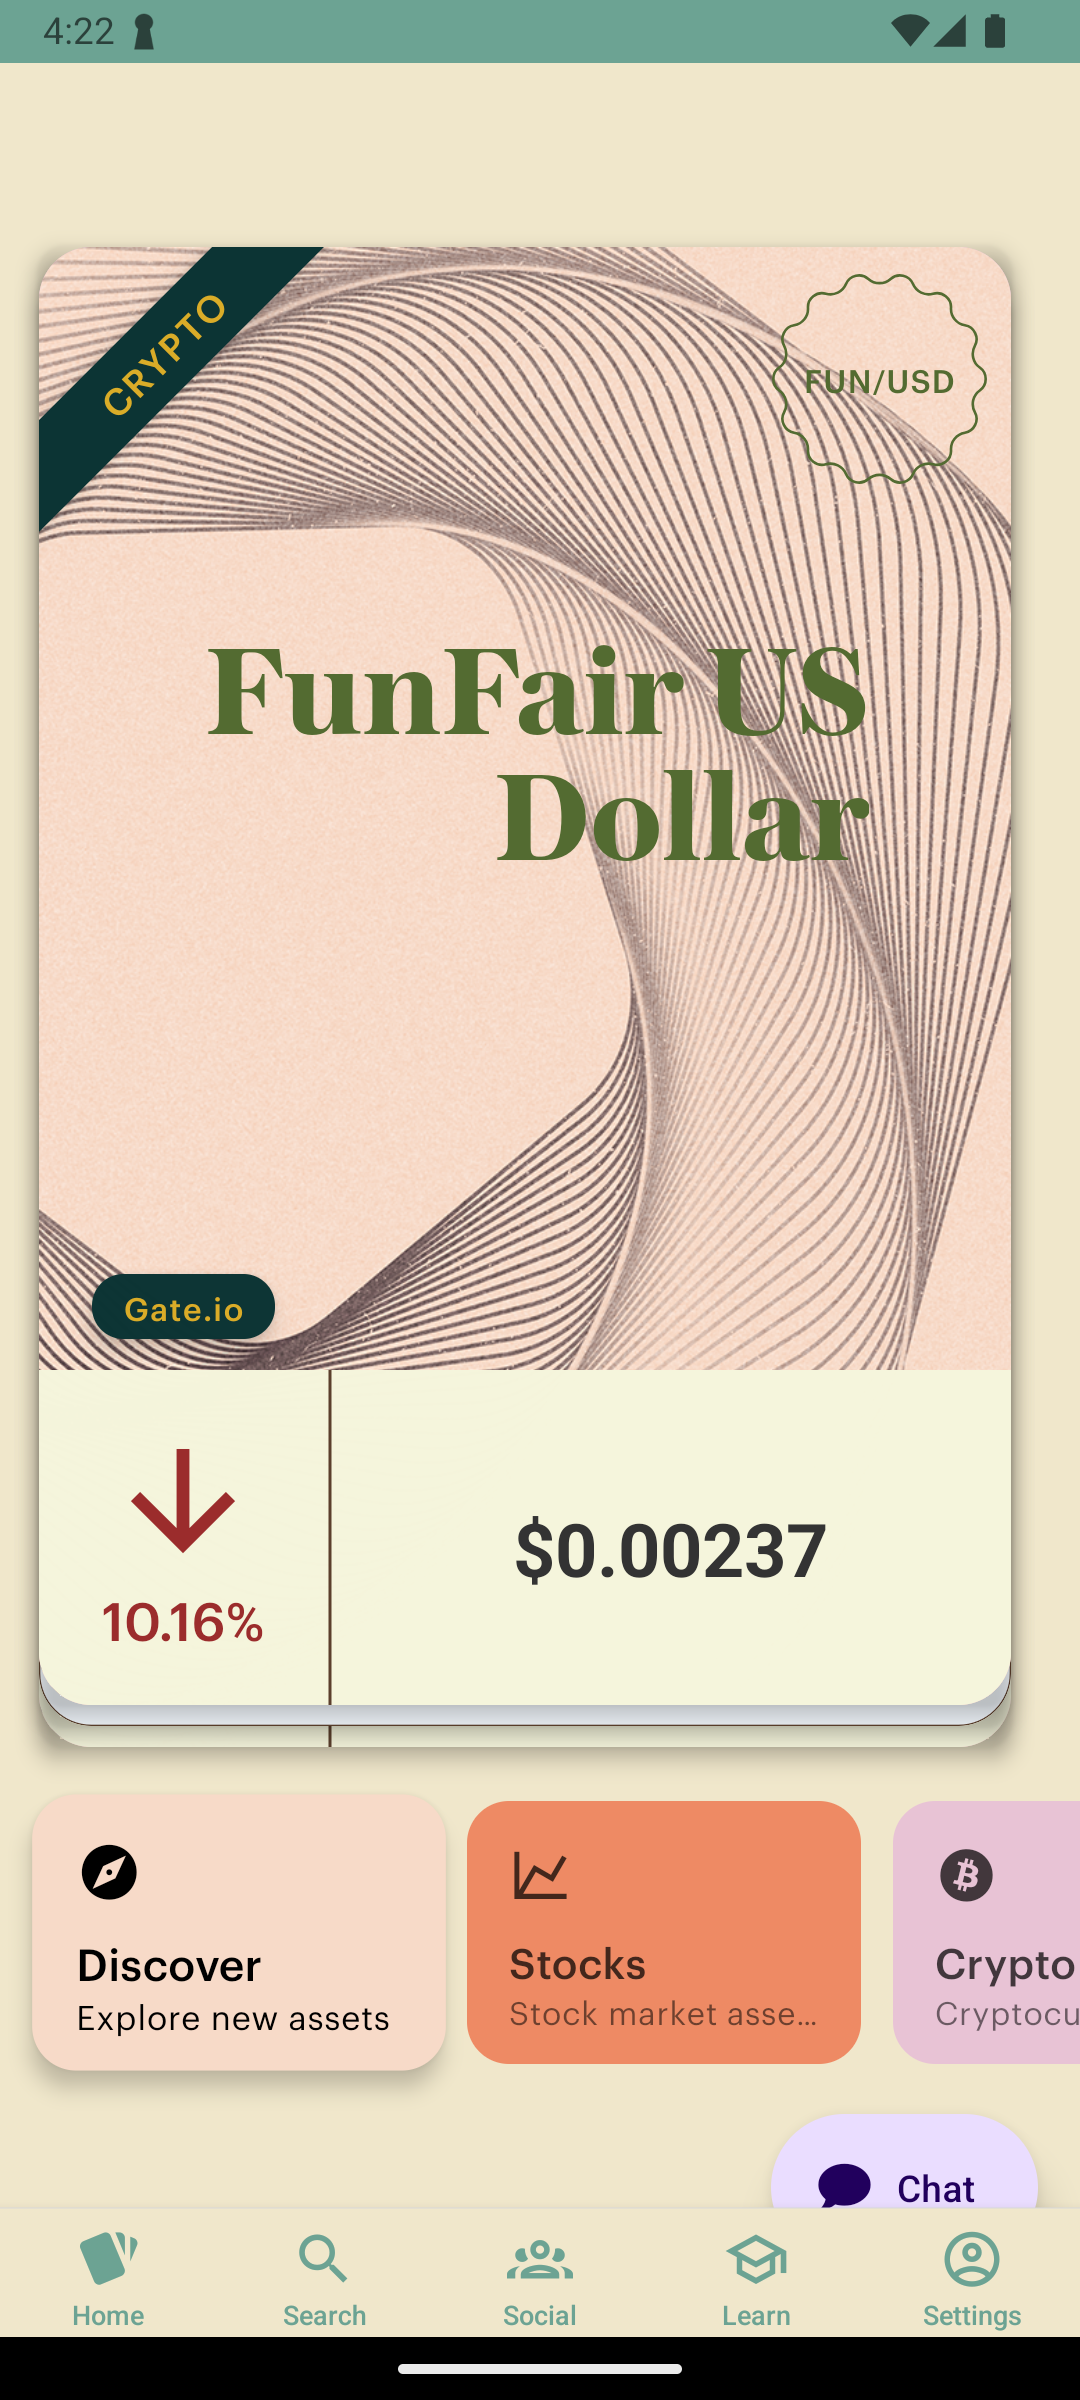 4:22
CRYPTO
FUN/USD
FunFair US
Dollar
Gate.io
10.16%
$0.00237
Discover
Explore new assets
Stocks
Stock market asse...
Crypto
Cryptocu
Chat
Home
Search
Social
Learn
Settings